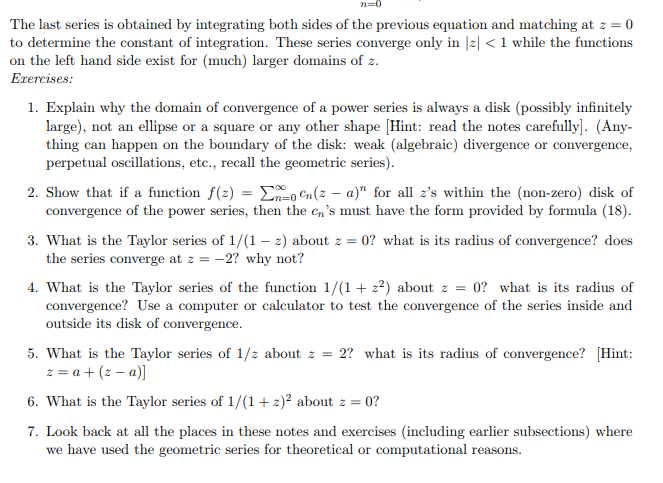 n=0
The last series is obtained by integrating both sides of the previous equation and matching at z = 0
to determine the constant of integration. These series converge only in |z| < 1 while the functions
on the left hand side exist for (much) larger domains of z.
Exercises:
1. Explain why the domain of convergence of a power series is always a disk (possibly infinitely
large), not an ellipse or a square or any other shape [Hint: read the notes carefully]. (Any-
thing can happen on the boundary of the disk: weak (algebraic) divergence or convergence,
perpetual oscillations, etc., recall the geometric series).
2. Show that if a function f(z) = ∑_{n=0}^{∞} c_n(z − a)^n for all z's within the (non-zero) disk of
convergence of the power series, then the c_n's must have the form provided by formula (18).
3. What is the Taylor series of 1/(1 − z) about z = 0? what is its radius of convergence? does
the series converge at z = −2? why not?
4. What is the Taylor series of the function 1/(1 + z²) about z = 0? what is its radius of
convergence? Use a computer or calculator to test the convergence of the series inside and
outside its disk of convergence.
5. What is the Taylor series of 1/z about z = 2? what is its radius of convergence? [Hint:
z = a + (z − a)]
6. What is the Taylor series of 1/(1 + z)² about z = 0?
7. Look back at all the places in these notes and exercises (including earlier subsections) where
we have used the geometric series for theoretical or computational reasons.